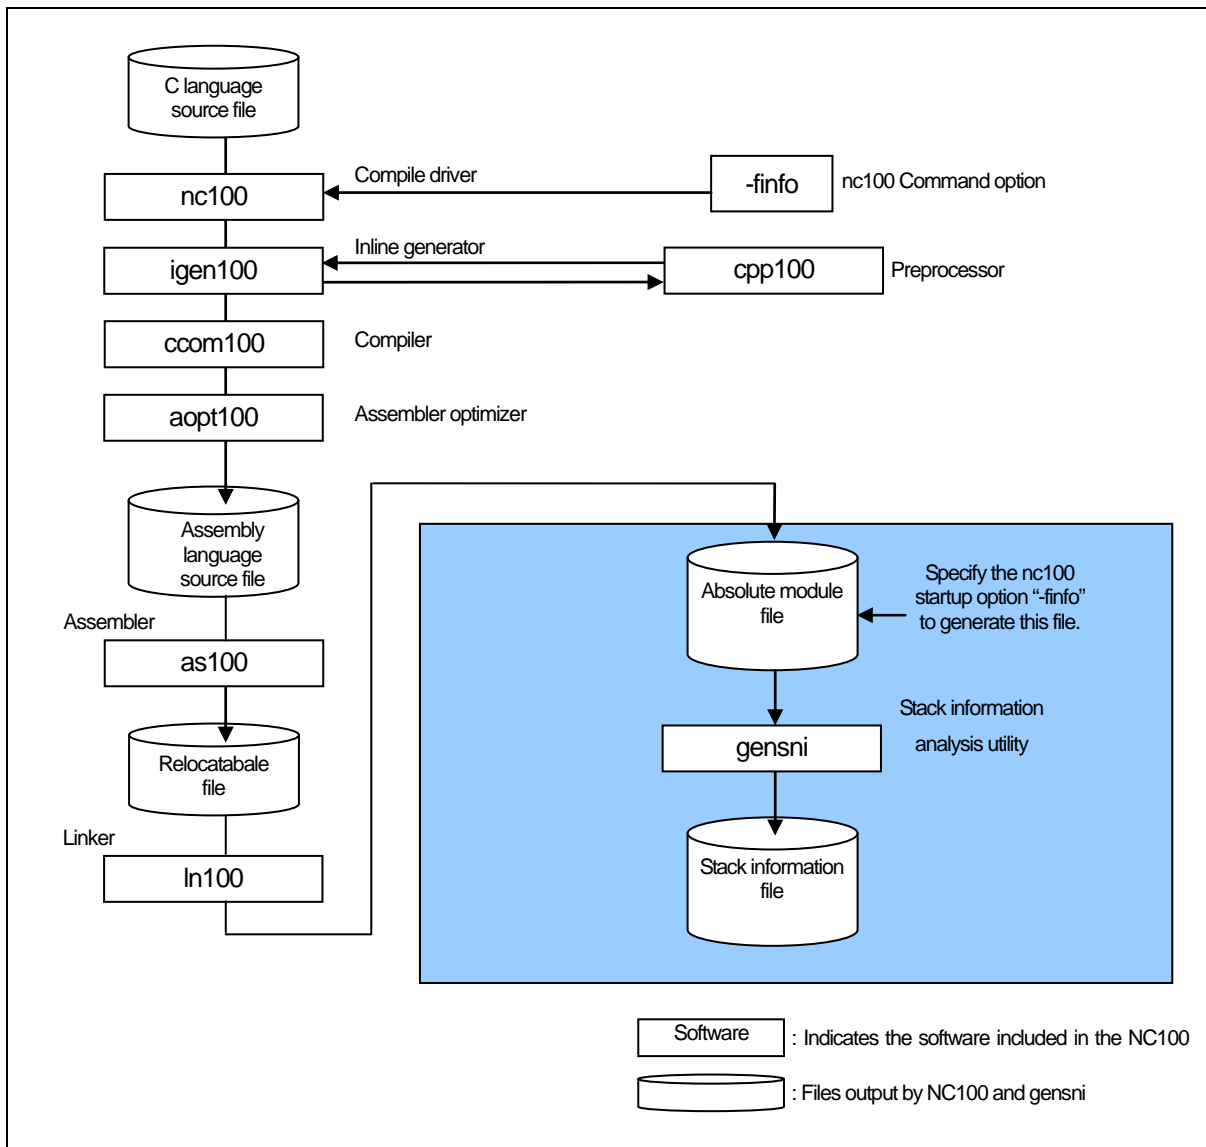 C language
source file
nc100
Compile driver
-finfo
nc100 Command option
igen100
Inline generator
cpp100
Preprocessor
ccom100
Compiler
aopt100
Assembler optimizer
Assembly
language
source file
Assembler
as100
Relocatabale
file
Linker
ln100
Absolute module
file
Specify the nc100
startup option “-finfo”
to generate this file.
gensni
Stack information
analysis utility
Stack information
file
Software
: Indicates the software included in the NC100
: Files output by NC100 and gensni